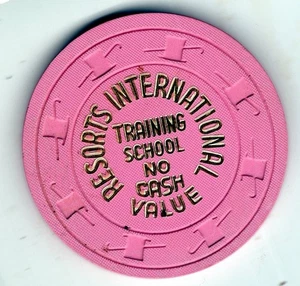 RESORTS INTERNATIONAL
TRAINING
SCHOOL
NO
CASH
VALUE